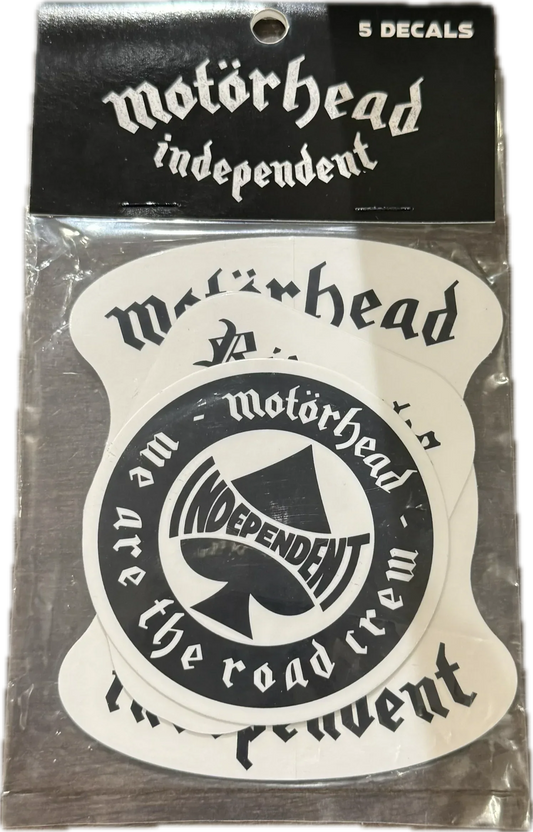 5 DECALS
motörhead
independent
motörhead
- motörhead -
INDEPENDENT
we are the road crew
independent